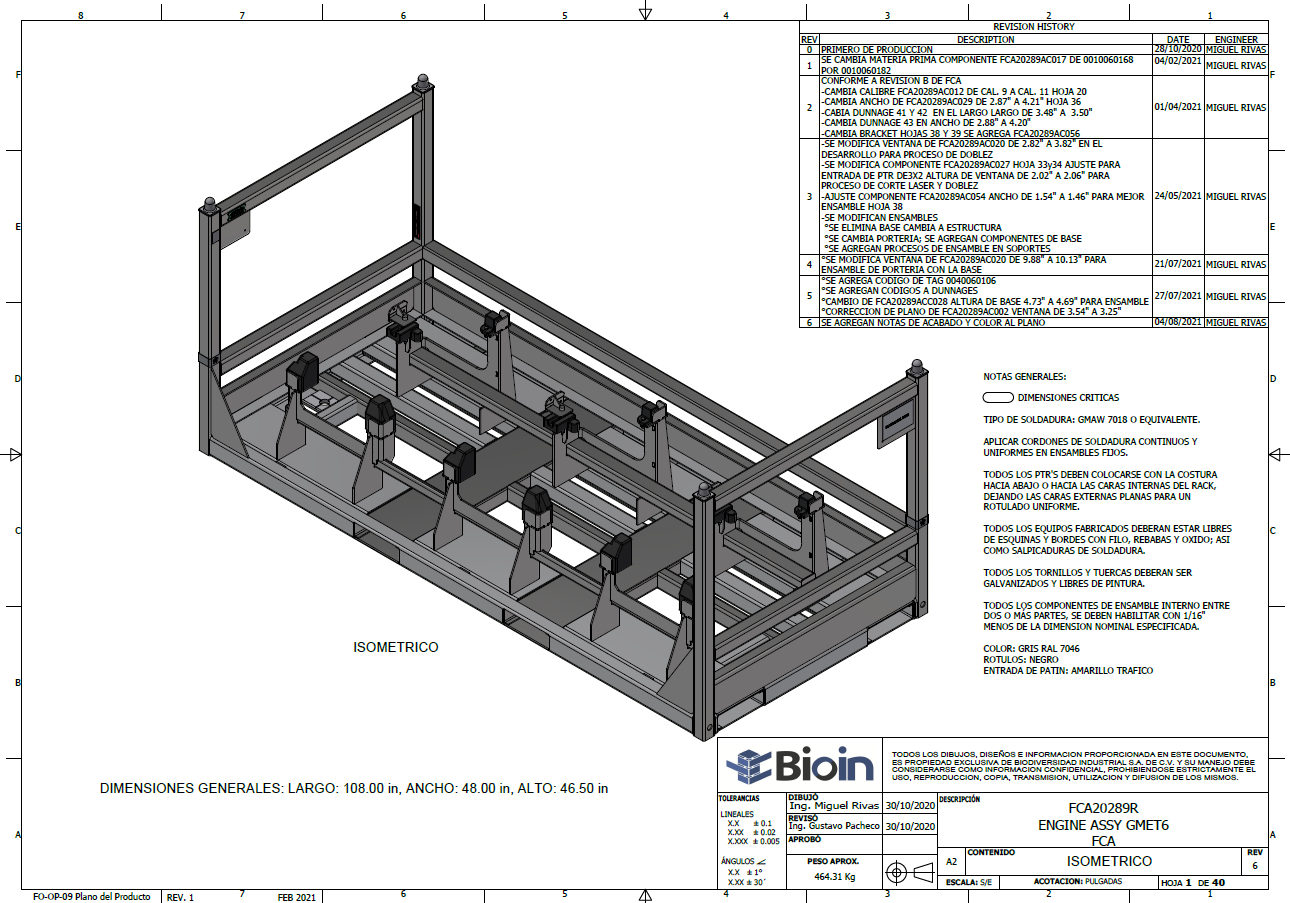 8 7 6 5 4 3 2 1
REVISION HISTORY
REV DESCRIPTION DATE ENGINEER
0 PRIMERO DE PRODUCCION 28/10/2020 MIGUEL RIVAS
1 SE CAMBIA MATERIA PRIMA COMPONENTE FCA20289AC017 DE 0010060168 04/02/2021 MIGUEL RIVAS
POR 0010060182
CONFORME A REVISION B DE FCA
-CAMBIA CALIBRE FCA20289AC012 DE CAL. 9 A CAL. 11 HOJA 20
-CAMBIA ANCHO DE FCA20289AC029 DE 2.87" A 4.21" HOJA 36
2 -CABIA DUNNAGE 41 Y 42 EN EL LARGO LARGO DE 3.48" A 3.50" 01/04/2021 MIGUEL RIVAS
-CAMBIA DUNNAGE 43 EN ANCHO DE 2.88" A 4.20"
-CAMBIA BRACKET HOJAS 38 Y 39 SE AGREGA FCA20289AC056
-SE MODIFICA VENTANA DE FCA20289AC020 DE 2.82" A 3.82" EN EL
DESARROLLO PARA PROCESO DE DOBLEZ
-SE MODIFICA COMPONENTE FCA20289AC027 HOJA 33y34 AJUSTE PARA
ENTRADA DE PTR DE3X2 ALTURA DE VENTANA DE 2.02" A 2.06" PARA
PROCESO DE CORTE LASER Y DOBLEZ
3 -AJUSTE COMPONENTE FCA20289AC054 ANCHO DE 1.54" A 1.46" PARA MEJOR 24/05/2021 MIGUEL RIVAS
ENSAMBLE HOJA 38
-SE MODIFICAN ENSAMBLES
°SE ELIMINA BASE CAMBIA A ESTRUCTURA
°SE CAMBIA PORTERIA; SE AGREGAN COMPONENTES DE BASE
°SE AGREGAN PROCESOS DE ENSAMBLE EN SOPORTES
4 °SE MODIFICA VENTANA DE FCA20289AC020 DE 9.88" A 10.13" PARA 21/07/2021 MIGUEL RIVAS
ENSAMBLE DE PORTERIA CON LA BASE
°SE AGREGA CODIGO DE TAG 0040060106
5 °SE AGREGAN CODIGOS A DUNNAGES 27/07/2021 MIGUEL RIVAS
°CAMBIO DE FCA20289ACC028 ALTURA DE BASE 4.73" A 4.69" PARA ENSAMBLE
°CORRECCION DE PLANO DE FCA20289AC002 VENTANA DE 3.54" A 3.25"
6 SE AGREGAN NOTAS DE ACABADO Y COLOR AL PLANO 04/08/2021 MIGUEL RIVAS
F F
E E
D D
C C
B B
A A
NOTAS GENERALES:
DIMENSIONES CRITICAS
TIPO DE SOLDADURA: GMAW 7018 O EQUIVALENTE.
APLICAR CORDONES DE SOLDADURA CONTINUOS Y
UNIFORMES EN ENSAMBLES FIJOS.
TODOS LOS PTR'S DEBEN COLOCARSE CON LA COSTURA
HACIA ABAJO O HACIA LAS CARAS INTERNAS DEL RACK,
DEJANDO LAS CARAS EXTERNAS PLANAS PARA UN
ROTULADO UNIFORME.
TODOS LOS EQUIPOS FABRICADOS DEBERAN ESTAR LIBRES
DE ESQUINAS Y BORDES CON FILO, REBABAS Y OXIDO; ASI
COMO SALPICADURAS DE SOLDADURA.
TODOS LOS TORNILLOS Y TUERCAS DEBERAN SER
GALVANIZADOS Y LIBRES DE PINTURA.
TODOS LOS COMPONENTES DE ENSAMBLE INTERNO ENTRE
DOS O MAS PARTES, SE DEBEN HABILITAR CON 1/16"
MENOS DE LA DIMENSION NOMINAL ESPECIFICADA.
COLOR: GRIS RAL 7046
ROTULOS: NEGRO
ENTRADA DE PATIN: AMARILLO TRAFICO
ISOMETRICO
DIMENSIONES GENERALES: LARGO: 108.00 in, ANCHO: 48.00 in, ALTO: 46.50 in
Bioin
TODOS LOS DIBUJOS, DISEÑOS E INFORMACION PROPORCIONADA EN ESTE DOCUMENTO,
ES PROPIEDAD EXCLUSIVA DE BIODIVERSIDAD INDUSTRIAL S.A. DE C.V. Y SU MANEJO DEBE
CONSIDERARSE COMO INFORMACION CONFIDENCIAL, PROHIBIENDOSE ESTRICTAMENTE EL
USO, REPRODUCCION, COPIA, TRANSMISION, UTILIZACION Y DIFUSION DE LOS MISMOS.
TOLERANCIAS
LINEALES
X.X ± 0.1
X.XX ± 0.02
X.XXX ± 0.005
ÁNGULOS
X.X ± 1°
X.XX ± 30´
DIBUJÓ
Ing. Miguel Rivas 30/10/2020
REVISÓ
Ing. Gustavo Pacheco 30/10/2020
APROBÓ
PESO APROX.
464.31 Kg
DESCRIPCIÓN
FCA20289R
ENGINE ASSY GMET6
FCA
A2 CONTENIDO ISOMETRICO REV 6
ESCALA: S/E ACOTACION: PULGADAS HOJA 1 DE 40
FO-OP-09 Plano del Producto REV. 1 FEB 2021
7 6 5 4 3 2 1